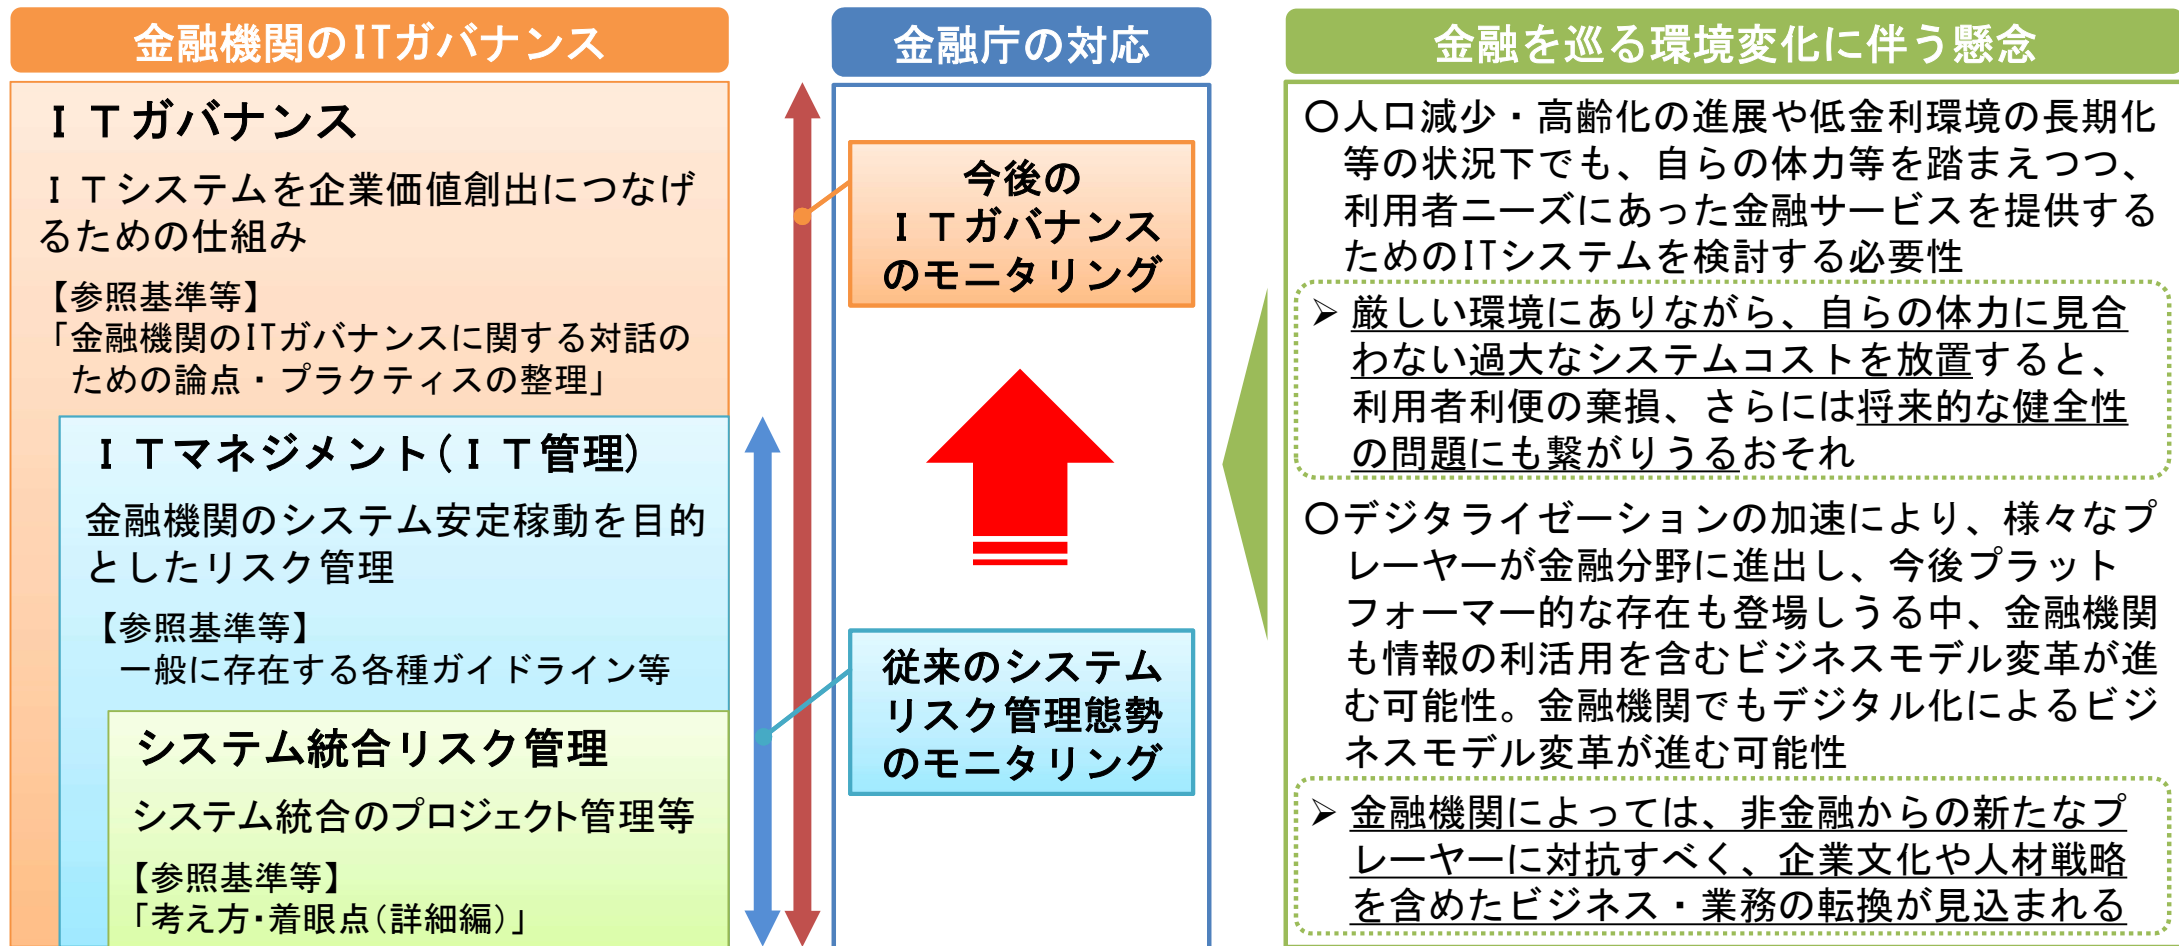 金融機関のITガバナンス
ＩＴガバナンス
ＩＴシステムを企業価値創出につなげ
るための仕組み
【参照基準等】
「金融機関のITガバナンスに関する対話の
ための論点・プラクティスの整理」
ＩＴマネジメント(ＩＴ管理)
金融機関のシステム安定稼動を目的
としたリスク管理
【参照基準等】
一般に存在する各種ガイドライン等
システム統合リスク管理
システム統合のプロジェクト管理等
【参照基準等】
「考え方・着眼点(詳細編)」
金融庁の対応
今後の
ＩＴガバナンス
のモニタリング
従来のシステム
リスク管理態勢
のモニタリング
金融を巡る環境変化に伴う懸念
○人口減少・高齢化の進展や低金利環境の長期化
等の状況下でも、自らの体力等を踏まえつつ、
利用者ニーズにあった金融サービスを提供する
ためのITシステムを検討する必要性
➢ 厳しい環境にありながら、自らの体力に見合
わない過大なシステムコストを放置すると、
利用者利便の棄損、さらには将来的な健全性
の問題にも繋がりうるおそれ
○デジタライゼーションの加速により、様々なプ
レーヤーが金融分野に進出し、今後プラット
フォーマー的な存在も登場しうる中、金融機関
も情報の利活用を含むビジネスモデル変革が進
む可能性。金融機関でもデジタル化によるビジ
ネスモデル変革が進む可能性
➢ 金融機関によっては、非金融からの新たなプ
レーヤーに対抗すべく、企業文化や人材戦略
を含めたビジネス・業務の転換が見込まれる